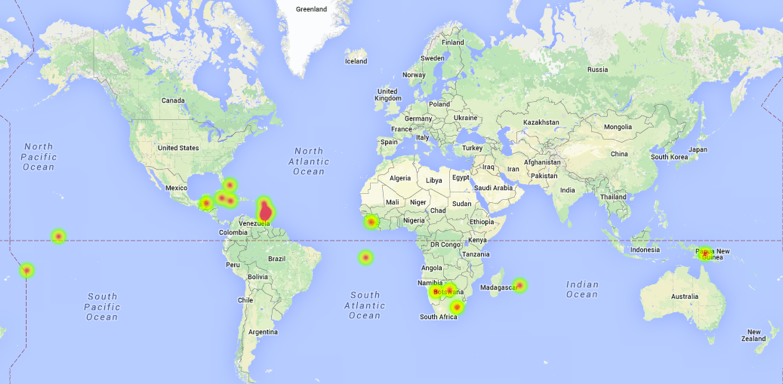 Greenland
Iceland
Finland
Sweden
Norway
Russia
United
Kingdom
Canada
Poland
Germany
Ukraine
Kazakhstan
France
Mongolia
Italy
Spain
North
Pacific
Ocean
United States
North
Atlantic
Ocean
Turkey
China
Japan
South Korea
Iraq
Iran
Afghanistan
Pakistan
Algeria
Libya
Egypt
Saudi Arabia
India
Mexico
Mali
Niger
Chad
Sudan
Thailand
Nigeria
Ethiopia
Venezuela
Colombia
DR Congo
Kenya
Indonesia
Papua New
Guinea
Tanzania
Peru
Brazil
Angola
Bolivia
Namibia
Botswana
Madagascar
Indian
Ocean
South
Pacific
Ocean
South
Atlantic
Ocean
Chile
Australia
South Africa
Argentina
New
Zealand